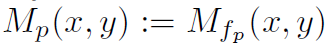 M_p(x, y) := M_{f_p}(x, y)